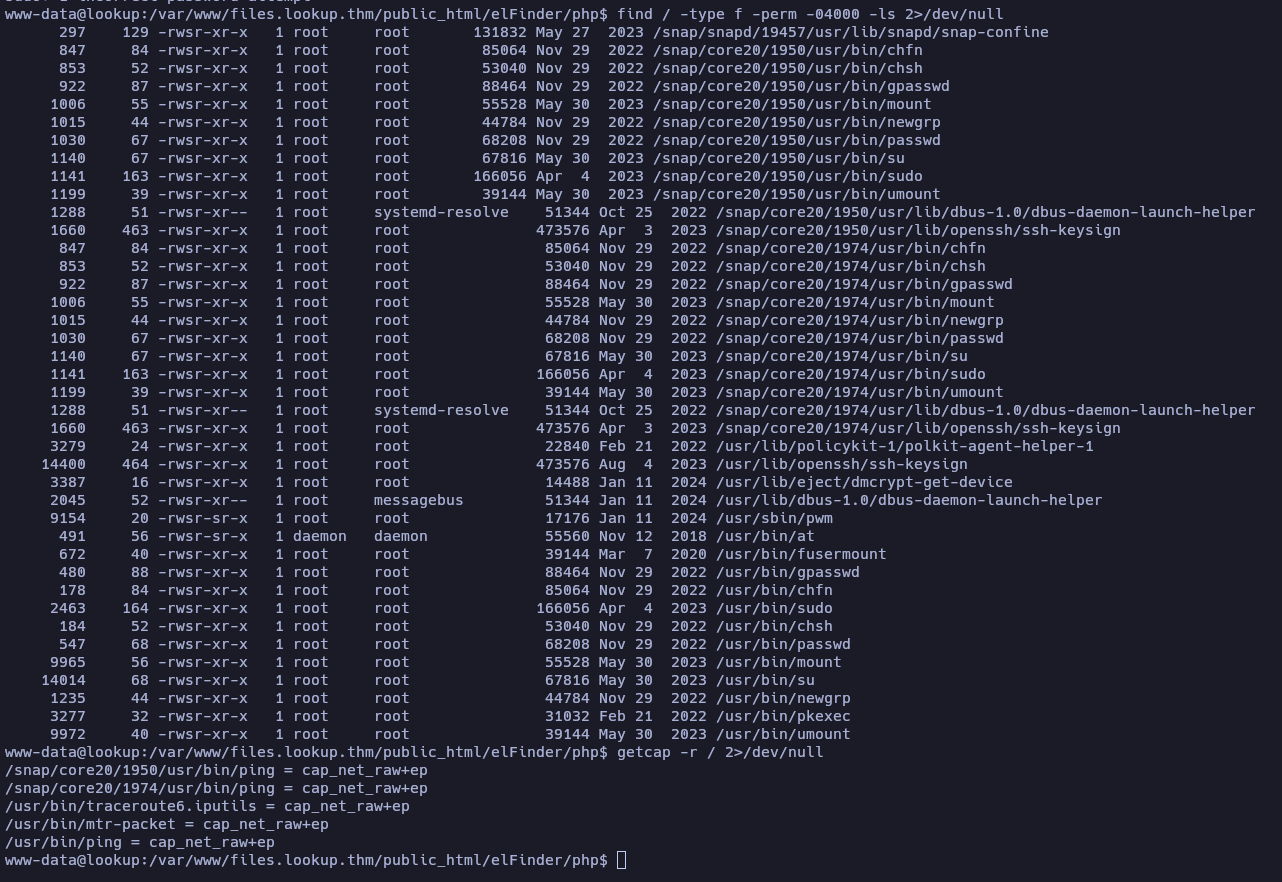 www-data@lookup:/var/www/files.lookup.thm/public_html/elFinder/php$ find / -type f -perm -04000 -ls 2>/dev/null
297 129 -rwsr-xr-x 1 root root 131832 May 27 2023 /snap/snapd/19457/usr/lib/snapd/snap-confine
847 84 -rwsr-xr-x 1 root root 85064 Nov 29 2022 /snap/core20/1950/usr/bin/chfn
853 52 -rwsr-xr-x 1 root root 53040 Nov 29 2022 /snap/core20/1950/usr/bin/chsh
922 87 -rwsr-xr-x 1 root root 88464 Nov 29 2022 /snap/core20/1950/usr/bin/gpasswd
1006 55 -rwsr-xr-x 1 root root 55528 May 30 2023 /snap/core20/1950/usr/bin/mount
1015 44 -rwsr-xr-x 1 root root 44784 Nov 29 2022 /snap/core20/1950/usr/bin/newgrp
1030 67 -rwsr-xr-x 1 root root 68208 Nov 29 2022 /snap/core20/1950/usr/bin/passwd
1140 67 -rwsr-xr-x 1 root root 67816 May 30 2023 /snap/core20/1950/usr/bin/su
1141 163 -rwsr-xr-x 1 root root 166056 Apr 4 2023 /snap/core20/1950/usr/bin/sudo
1199 39 -rwsr-xr-x 1 root root 39144 May 30 2023 /snap/core20/1950/usr/bin/umount
1288 51 -rwsr-xr-- 1 root systemd-resolve 51344 Oct 25 2022 /snap/core20/1950/usr/lib/dbus-1.0/dbus-daemon-launch-helper
1660 463 -rwsr-xr-x 1 root root 473576 Apr 3 2023 /snap/core20/1950/usr/lib/openssh/ssh-keysign
847 84 -rwsr-xr-x 1 root root 85064 Nov 29 2022 /snap/core20/1974/usr/bin/chfn
853 52 -rwsr-xr-x 1 root root 53040 Nov 29 2022 /snap/core20/1974/usr/bin/chsh
922 87 -rwsr-xr-x 1 root root 88464 Nov 29 2022 /snap/core20/1974/usr/bin/gpasswd
1006 55 -rwsr-xr-x 1 root root 55528 May 30 2023 /snap/core20/1974/usr/bin/mount
1015 44 -rwsr-xr-x 1 root root 44784 Nov 29 2022 /snap/core20/1974/usr/bin/newgrp
1030 67 -rwsr-xr-x 1 root root 68208 Nov 29 2022 /snap/core20/1974/usr/bin/passwd
1140 67 -rwsr-xr-x 1 root root 67816 May 30 2023 /snap/core20/1974/usr/bin/su
1141 163 -rwsr-xr-x 1 root root 166056 Apr 4 2023 /snap/core20/1974/usr/bin/sudo
1199 39 -rwsr-xr-x 1 root root 39144 May 30 2023 /snap/core20/1974/usr/bin/umount
1288 51 -rwsr-xr-- 1 root systemd-resolve 51344 Oct 25 2022 /snap/core20/1974/usr/lib/dbus-1.0/dbus-daemon-launch-helper
1660 463 -rwsr-xr-x 1 root root 473576 Apr 3 2023 /snap/core20/1974/usr/lib/openssh/ssh-keysign
3279 24 -rwsr-xr-x 1 root root 22840 Feb 21 2022 /usr/lib/policykit-1/polkit-agent-helper-1
14400 464 -rwsr-xr-x 1 root root 473576 Aug 4 2023 /usr/lib/openssh/ssh-keysign
3387 16 -rwsr-xr-x 1 root root 14488 Jan 11 2024 /usr/lib/eject/dmcrypt-get-device
2045 52 -rwsr-xr-- 1 root messagebus 51344 Jan 11 2024 /usr/lib/dbus-1.0/dbus-daemon-launch-helper
9154 20 -rwsr-sr-x 1 root root 17176 Jan 11 2024 /usr/sbin/pwm
491 56 -rwsr-sr-x 1 daemon daemon 55560 Nov 12 2018 /usr/bin/at
672 40 -rwsr-xr-x 1 root root 39144 Mar 7 2020 /usr/bin/fusermount
480 88 -rwsr-xr-x 1 root root 88464 Nov 29 2022 /usr/bin/gpasswd
178 84 -rwsr-xr-x 1 root root 85064 Nov 29 2022 /usr/bin/chfn
2463 164 -rwsr-xr-x 1 root root 166056 Apr 4 2023 /usr/bin/sudo
184 52 -rwsr-xr-x 1 root root 53040 Nov 29 2022 /usr/bin/chsh
547 68 -rwsr-xr-x 1 root root 68208 Nov 29 2022 /usr/bin/passwd
9965 56 -rwsr-xr-x 1 root root 55528 May 30 2023 /usr/bin/mount
14014 68 -rwsr-xr-x 1 root root 67816 May 30 2023 /usr/bin/su
1235 44 -rwsr-xr-x 1 root root 44784 Nov 29 2022 /usr/bin/newgrp
3277 32 -rwsr-xr-x 1 root root 31032 Feb 21 2022 /usr/bin/pkexec
9972 40 -rwsr-xr-x 1 root root 39144 May 30 2023 /usr/bin/umount
www-data@lookup:/var/www/files.lookup.thm/public_html/elFinder/php$ getcap -r / 2>/dev/null
/snap/core20/1950/usr/bin/ping = cap_net_raw+ep
/snap/core20/1974/usr/bin/ping = cap_net_raw+ep
/usr/bin/traceroute6.iputils = cap_net_raw+ep
/usr/bin/mtr-packet = cap_net_raw+ep
/usr/bin/ping = cap_net_raw+ep
www-data@lookup:/var/www/files.lookup.thm/public_html/elFinder/php$